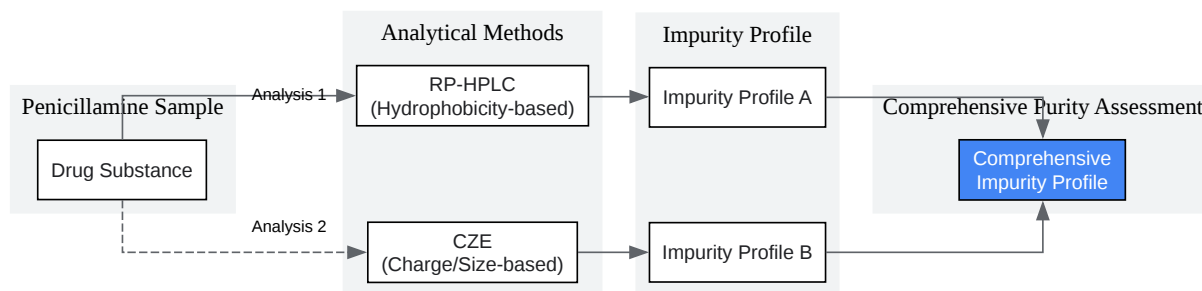 Analytical Methods
Impurity Profile
Penicillamine Sample
Comprehensive Purity Assessment
Analysis 1
RP-HPLC
(Hydrophobicity-based)
Impurity Profile A
Drug Substance
Comprehensive
Impurity Profile
Analysis 2
CZE
(Charge/Size-based)
Impurity Profile B